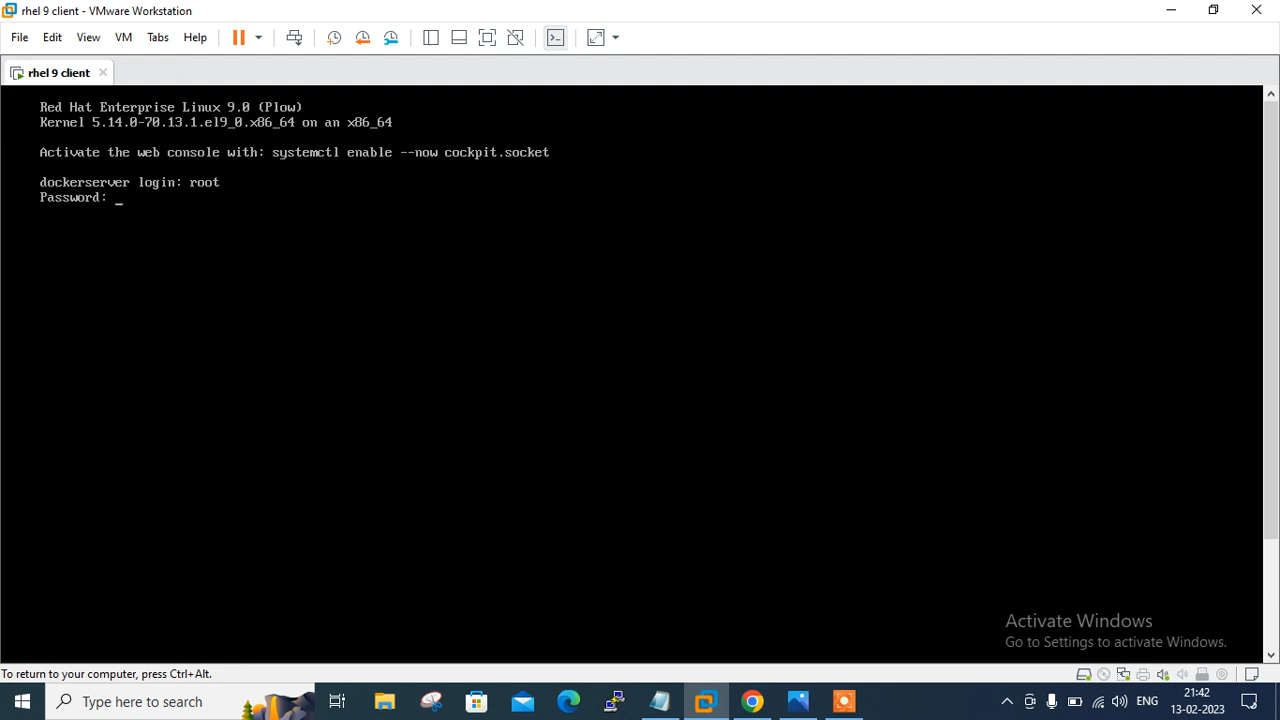 rhel 9 client - VMware Workstation
File Edit View VM Tabs Help
rhel 9 client
Red Hat Enterprise Linux 9.0 (Plow)
Kernel 5.14.0-70.13.1.el9_0.x86_64 on an x86_64
Activate the web console with: systemctl enable --now cockpit.socket
dockerserver login: root
Password: _
Activate Windows
Go to Settings to activate Windows.
To return to your computer, press Ctrl+Alt.
Type here to search
ENG
21:42
13-02-2023